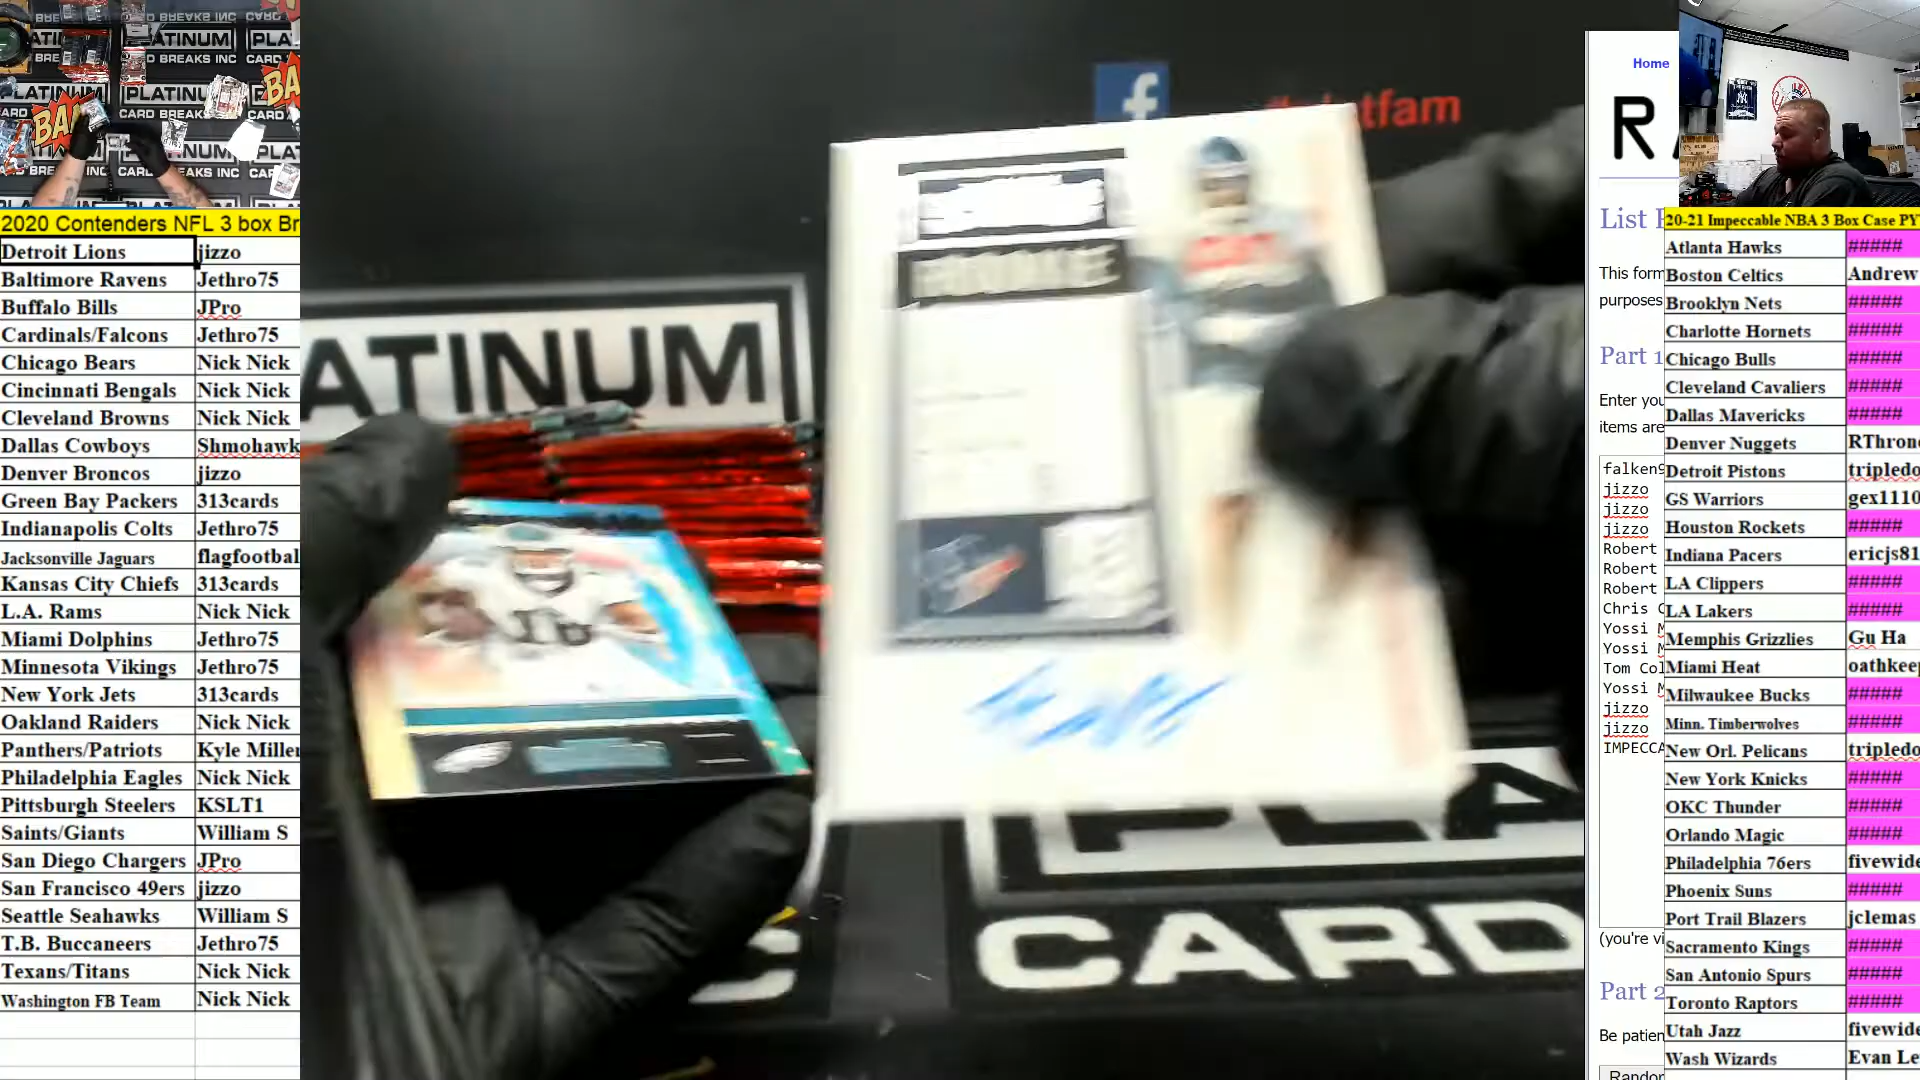 PLATINUM
CARD BREAKS INC
BA
2020 Contenders NFL 3 box Br
Detroit Lions jizzo
Baltimore Ravens Jethro75
Buffalo Bills JPro
Cardinals/Falcons Jethro75
Chicago Bears Nick Nick
Cincinnati Bengals Nick Nick
Cleveland Browns Nick Nick
Dallas Cowboys Shmohawk
Denver Broncos jizzo
Green Bay Packers 313cards
Indianapolis Colts Jethro75
Jacksonville Jaguars flagfootbal
Kansas City Chiefs 313cards
L.A. Rams Nick Nick
Miami Dolphins Jethro75
Minnesota Vikings Jethro75
New York Jets 313cards
Oakland Raiders Nick Nick
Panthers/Patriots Kyle Miller
Philadelphia Eagles Nick Nick
Pittsburgh Steelers KSLT1
Saints/Giants William S
San Diego Chargers JPro
San Francisco 49ers jizzo
Seattle Seahawks William S
T.B. Buccaneers Jethro75
Texans/Titans Nick Nick
Washington FB Team Nick Nick
f
tfam
ATINUM
ROOKIE
PLA
C CARD
Home
RA
List
This form
purposes
Part 1
Enter you
items are
falken9
jizzo
jizzo
jizzo
Robert
Robert
Robert
Chris C
Yossi M
Yossi M
Tom Col
Yossi M
jizzo
jizzo
IMPECCA
(you're vi
Part 2
Be patien
Randor
20-21 Impeccable NBA 3 Box Case PY
Atlanta Hawks #####
Boston Celtics Andrew
Brooklyn Nets #####
Charlotte Hornets #####
Chicago Bulls #####
Cleveland Cavaliers #####
Dallas Mavericks #####
Denver Nuggets RThron
Detroit Pistons tripledo
GS Warriors gex1110
Houston Rockets #####
Indiana Pacers ericjs81
LA Clippers #####
LA Lakers #####
Memphis Grizzlies Gu Ha
Miami Heat oathkeep
Milwaukee Bucks #####
Minn. Timberwolves #####
New Orl. Pelicans tripledo
New York Knicks #####
OKC Thunder #####
Orlando Magic #####
Philadelphia 76ers fivewide
Phoenix Suns #####
Port Trail Blazers jclemas
Sacramento Kings #####
San Antonio Spurs #####
Toronto Raptors #####
Utah Jazz fivewide
Wash Wizards Evan Le